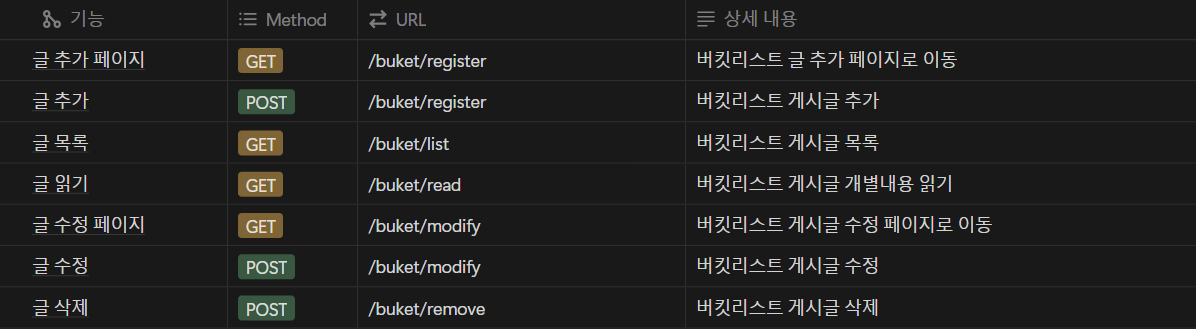 기능 Method URL 상세 내용
글 추가 페이지 GET /buket/register 버킷리스트 글 추가 페이지로 이동
글 추가 POST /buket/register 버킷리스트 게시글 추가
글 목록 GET /buket/list 버킷리스트 게시글 목록
글 읽기 GET /buket/read 버킷리스트 게시글 개별내용 읽기
글 수정 페이지 GET /buket/modify 버킷리스트 게시글 수정 페이지로 이동
글 수정 POST /buket/modify 버킷리스트 게시글 수정
글 삭제 POST /buket/remove 버킷리스트 게시글 삭제